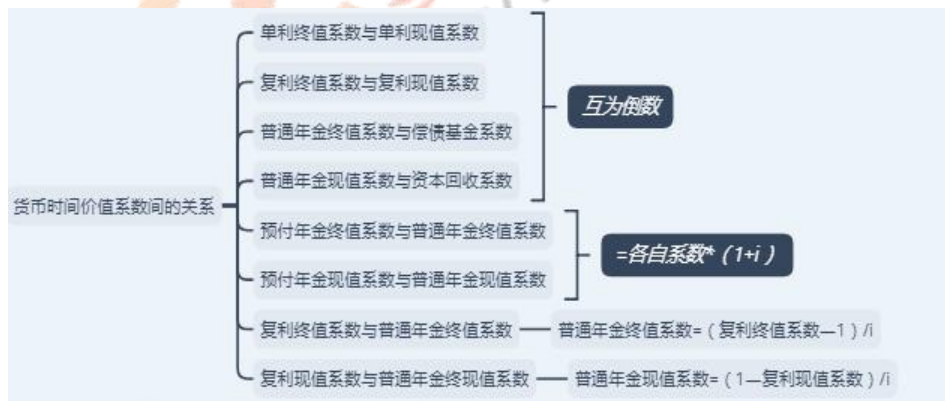 单利终值系数与单利现值系数
复利终值系数与复利现值系数
互为倒数
普通年金终值系数与偿债基金系数
普通年金现值系数与资本回收系数
货币时间价值系数间的关系
预付年金终值系数与普通年金终值系数
=各自系数*（1+i）
预付年金现值系数与普通年金现值系数
复利终值系数与普通年金终值系数
普通年金终值系数=（复利终值系数—1）/i
复利现值系数与普通年金终现值系数
普通年金现值系数=（1—复利现值系数）/i